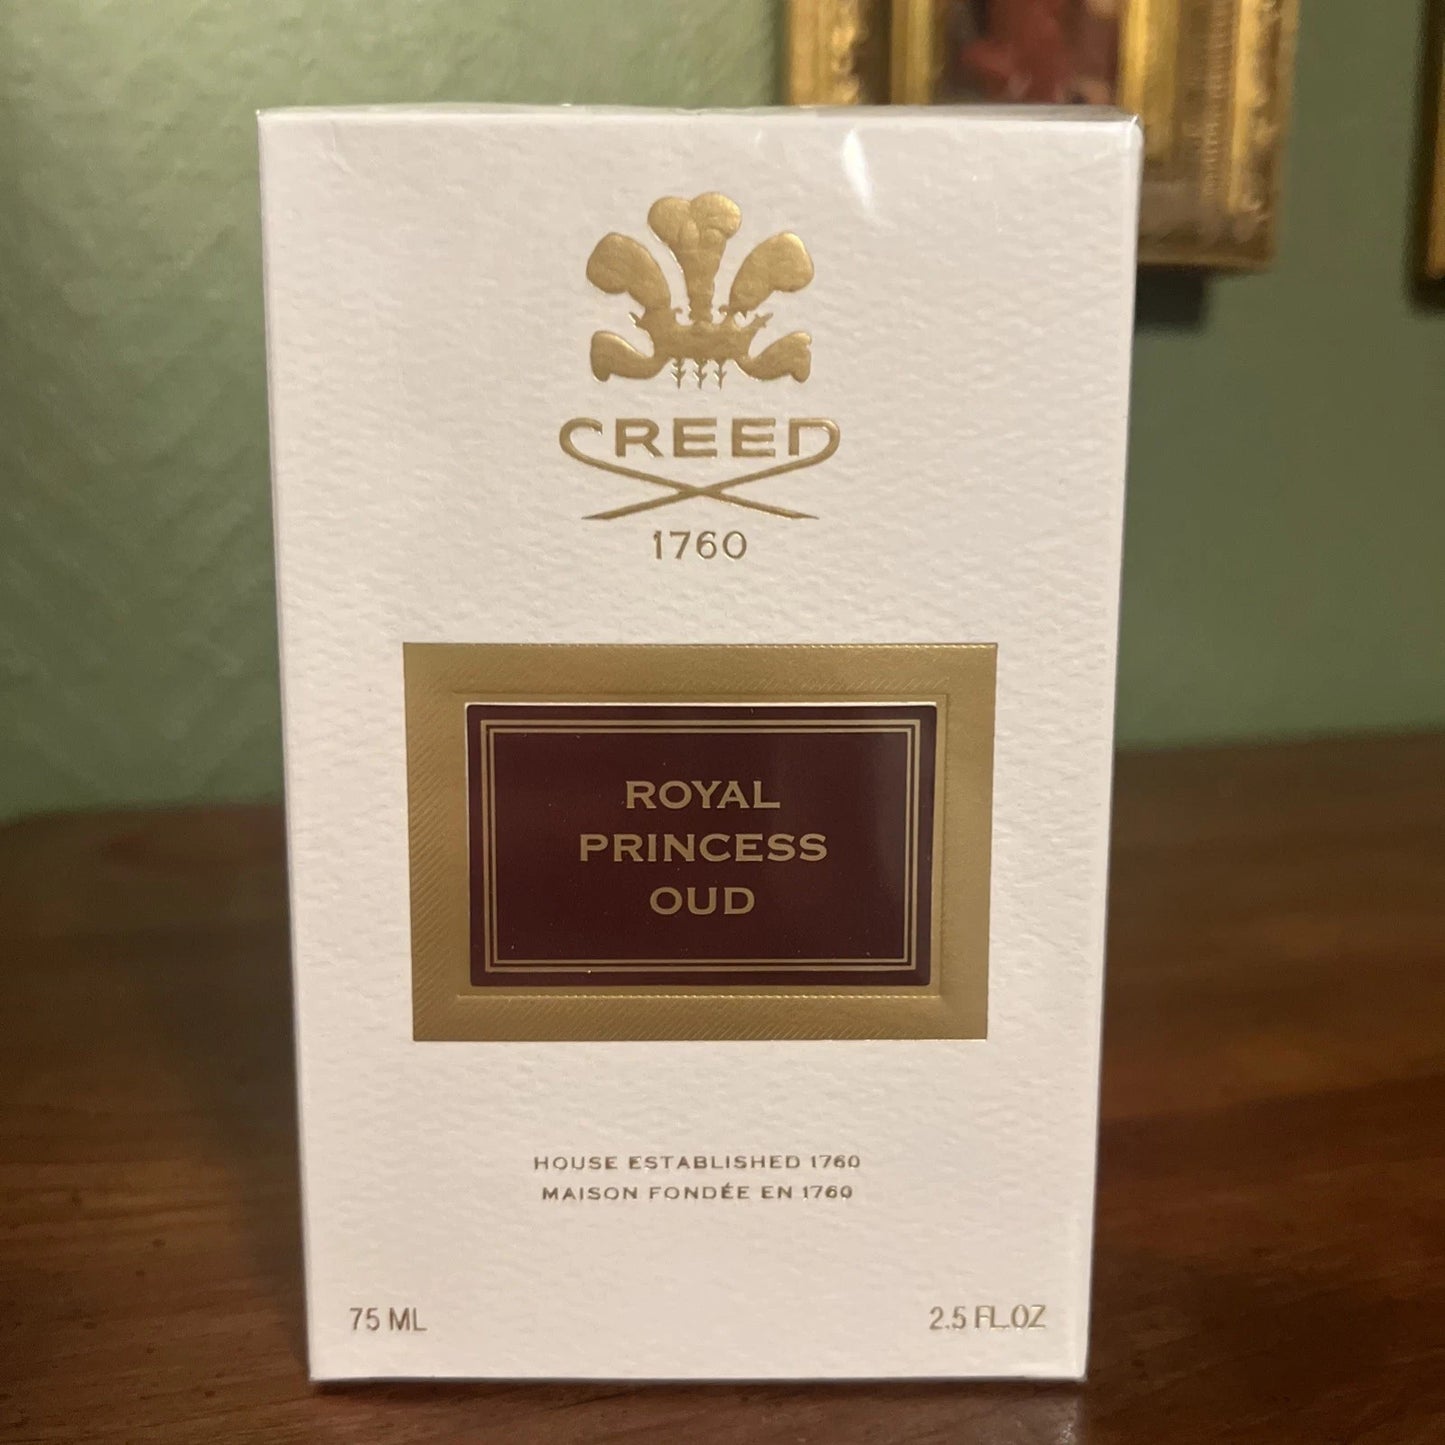 CREED
1760
ROYAL
PRINCESS
OUD
HOUSE ESTABLISHED 1760
MAISON FONDÉE EN 1760
75 ML
2.5 FL.OZ